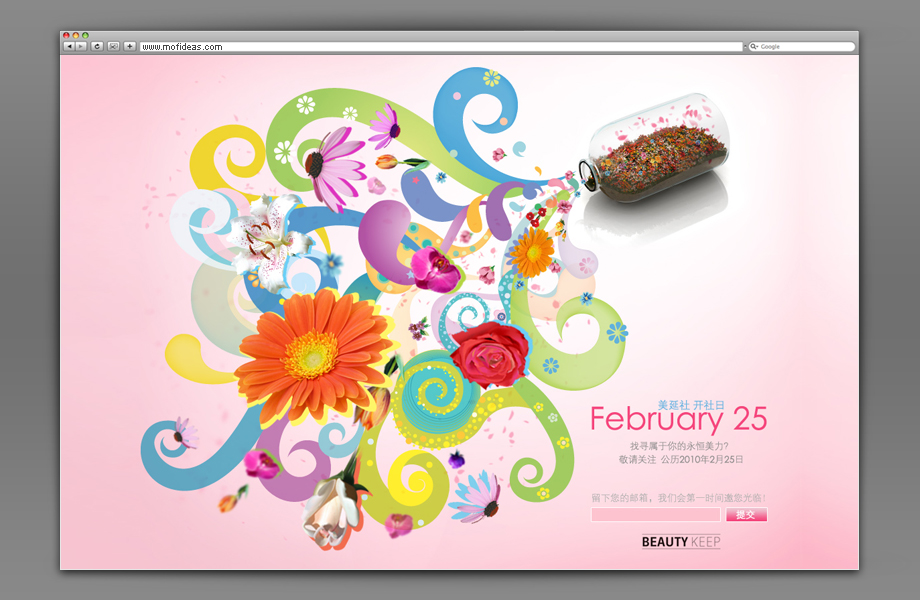 www.mofideas.com
Google
美延社 开社日
February 25
找寻属于你的永恒美力?
敬请关注 公历2010年2月25日
留下您的邮箱，我们会第一时间邀您光临!
提交
BEAUTY KEEP